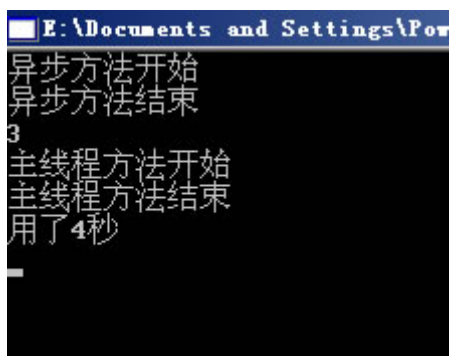 E:\Documents and Settings\Pow
异步方法开始
异步方法结束
3
主线程方法开始
主线程方法结束
用了4秒